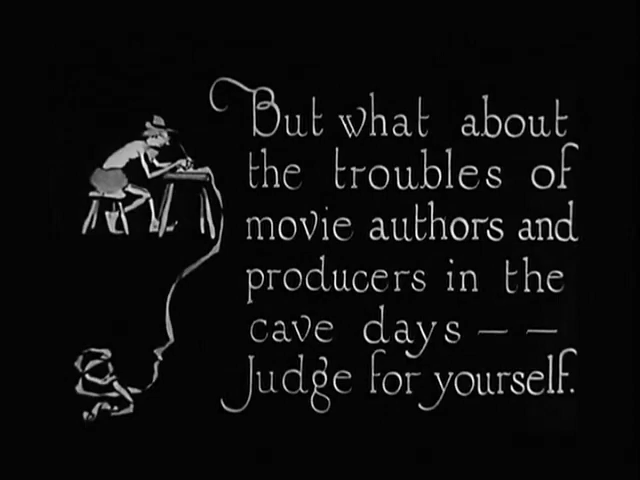 But what about
the troubles of
movie authors and
producers in the
cave days — —
Judge for yourself.